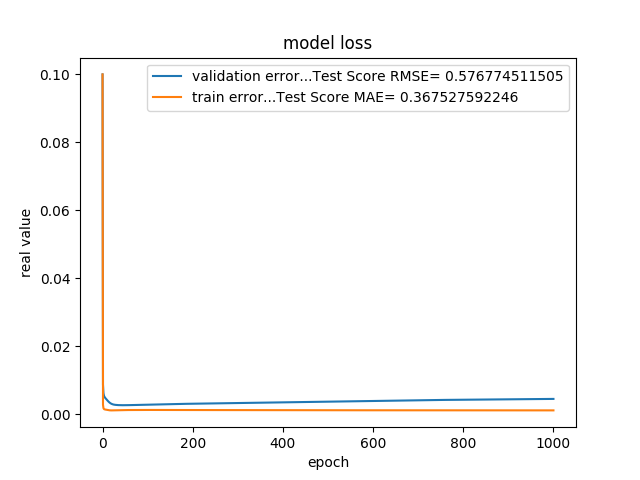 model loss
validation error...Test Score RMSE= 0.576774511505
train error...Test Score MAE= 0.367527592246
real value
0.10
0.08
0.06
0.04
0.02
0.00
0 200 400 600 800 1000
epoch